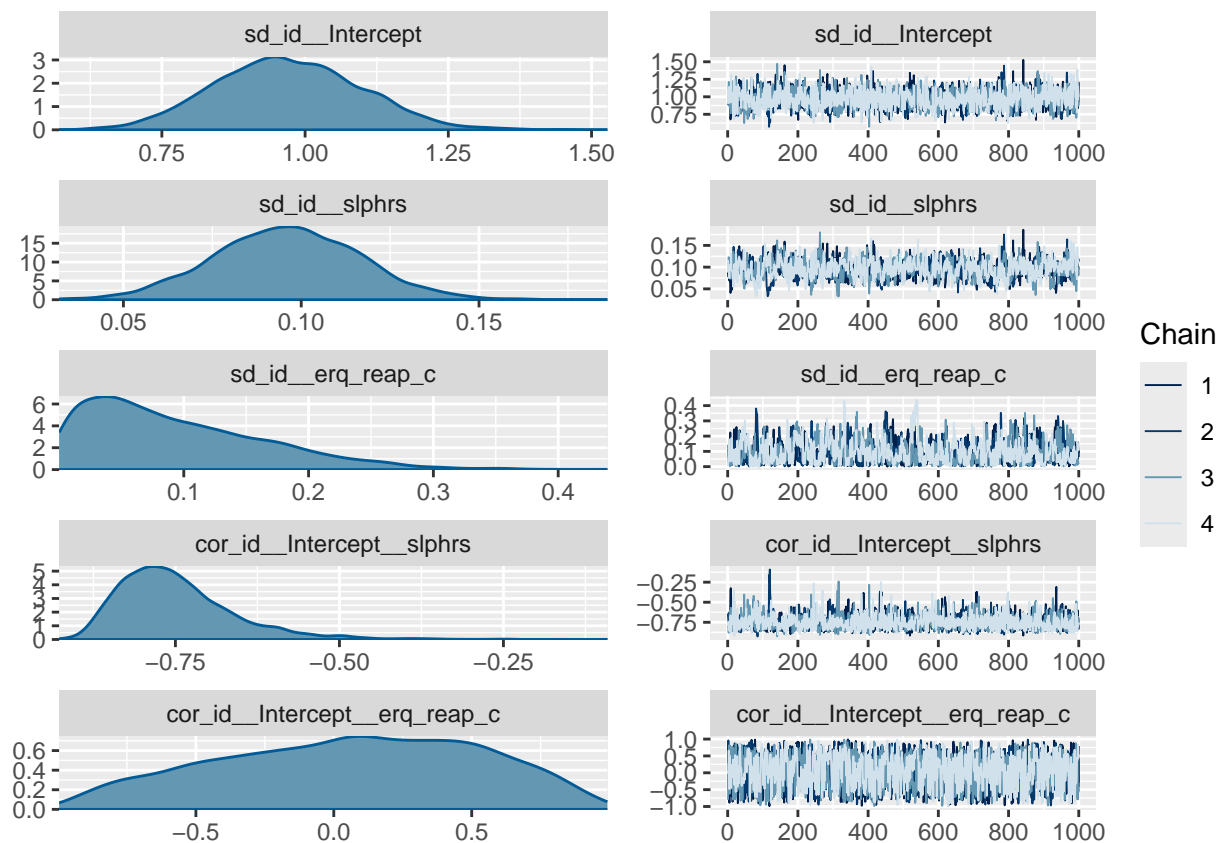 sd_id__Intercept
3
2
1
0
0.75 1.00 1.25 1.50
sd_id__Intercept
1.50
1.25
1.00
0.75
0 200 400 600 800 1000
sd_id__slphrs
15
10
5
0
0.05 0.10 0.15
sd_id__slphrs
0.15
0.10
0.05
0 200 400 600 800 1000
sd_id__erq_reap_c
6
4
2
0
0.1 0.2 0.3 0.4
sd_id__erq_reap_c
0.4
0.3
0.2
0.1
0.0
0 200 400 600 800 1000
cor_id__Intercept__slphrs
5
4
3
2
1
0
−0.75 −0.50 −0.25
cor_id__Intercept__slphrs
−0.25
−0.50
−0.75
0 200 400 600 800 1000
cor_id__Intercept__erq_reap_c
0.6
0.4
0.2
0.0
−0.5 0.0 0.5
cor_id__Intercept__erq_reap_c
1.0
0.5
0.0
−0.5
−1.0
0 200 400 600 800 1000
Chain
1
2
3
4